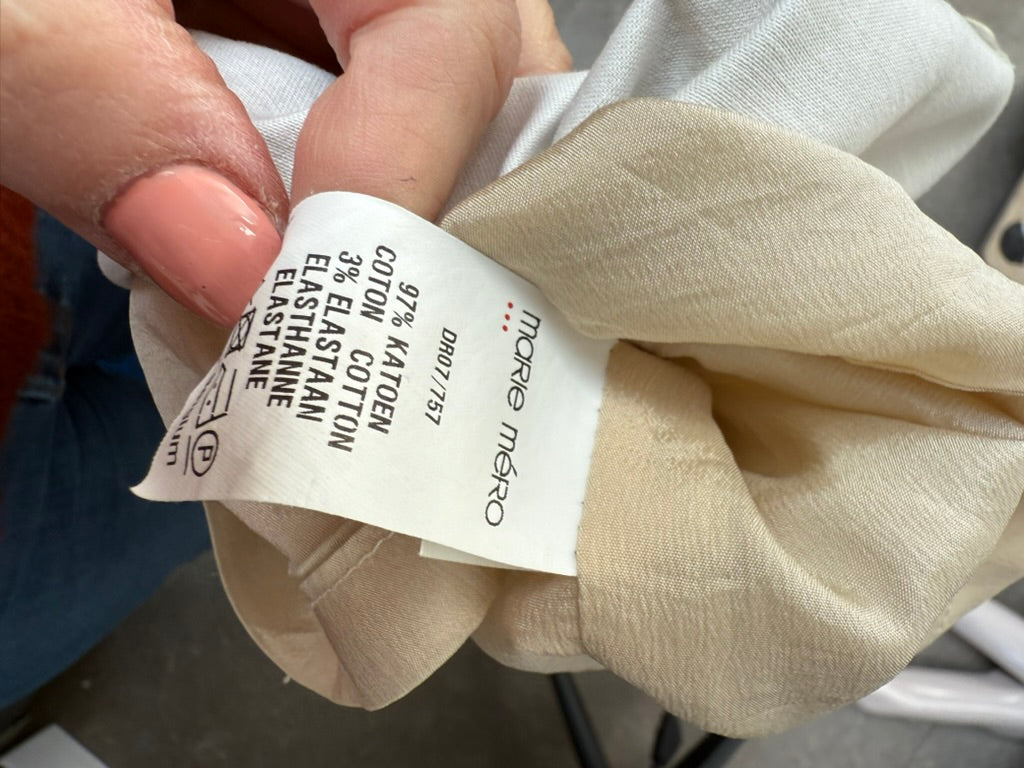 marie méro
DR07/757
97% KATOEN
COTON COTTON
3% ELASTAAN
ELASTHANNE
ELASTANE
P